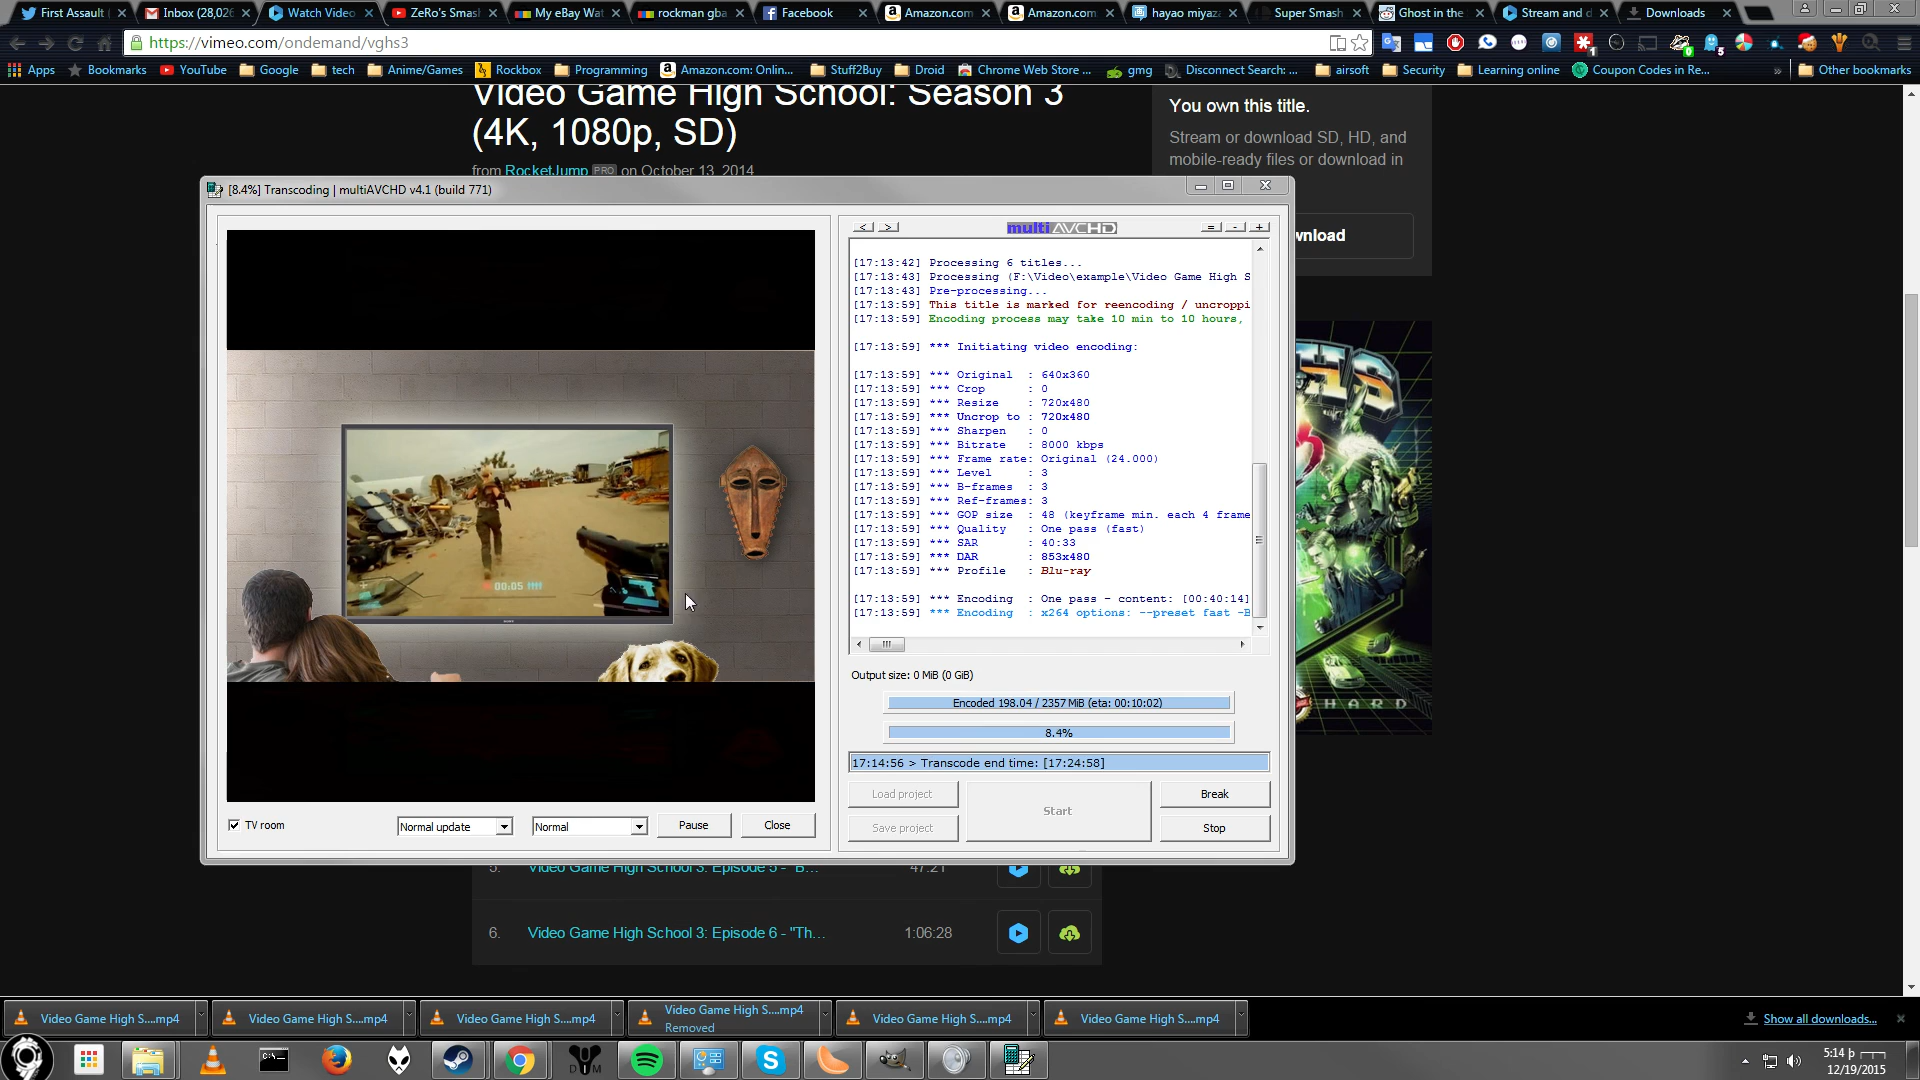 First Assault
Inbox (28,026
Watch Video
ZeRo's Smas
My eBay Wat
rockman gba
Facebook
Amazon.com
Amazon.com
hayao miyaz
Super Smash
Ghost in the
Stream and d
Downloads
https://vimeo.com/ondemand/vghs3
Apps
Bookmarks
YouTube
Google
tech
Anime/Games
Rockbox
Programming
Amazon.com: Onlin...
Stuff2Buy
Droid
Chrome Web Store ...
gmg
Disconnect Search: ...
airsoft
Security
Learning online
Coupon Codes in Re...
»
Other bookmarks
Video Game High School: Season 3
(4K, 1080p, SD)
from RocketJump PRO on October 13, 2014
You own this title.
Stream or download SD, HD, and
mobile-ready files or download in
wnload
[8.4%] Transcoding | multiAVCHD v4.1 (build 771)
< >
multiAVCHD
= - +
[17:13:42] Processing 6 titles...
[17:13:43] Processing (F:\Video\example\Video Game High S
[17:13:43] Pre-processing...
[17:13:59] This title is marked for reencoding / uncroppi
[17:13:59] Encoding process may take 10 min to 10 hours,
[17:13:59] *** Initiating video encoding:
[17:13:59] *** Original : 640x360
[17:13:59] *** Crop : 0
[17:13:59] *** Resize : 720x480
[17:13:59] *** Uncrop to : 720x480
[17:13:59] *** Sharpen : 0
[17:13:59] *** Bitrate : 8000 kbps
[17:13:59] *** Frame rate: Original (24.000)
[17:13:59] *** Level : 3
[17:13:59] *** B-frames : 3
[17:13:59] *** Ref-frames: 3
[17:13:59] *** GOP size : 48 (keyframe min. each 4 frame
[17:13:59] *** Quality : One pass (fast)
[17:13:59] *** SAR : 40:33
[17:13:59] *** DAR : 853x480
[17:13:59] *** Profile : Blu-ray
[17:13:59] *** Encoding : One pass - content: [00:40:14]
[17:13:59] *** Encoding : x264 options: --preset fast -B
00:05
SONY
Output size: 0 MiB (0 GiB)
Encoded 198.04 / 2357 MiB (eta: 00:10:02)
8.4%
17:14:56 > Transcode end time: [17:24:58]
Load project
Save project
Start
Break
Stop
TV room
Normal update
Normal
Pause
Close
HARD
5. Video Game High School 3: Episode 5 - "B... 47:21
6. Video Game High School 3: Episode 6 - "Th... 1:06:28
Video Game High S....mp4
Video Game High S....mp4
Video Game High S....mp4
Video Game High S....mp4
Removed
Video Game High S....mp4
Video Game High S....mp4
Show all downloads...
C:\
5:14 þ
12/19/2015